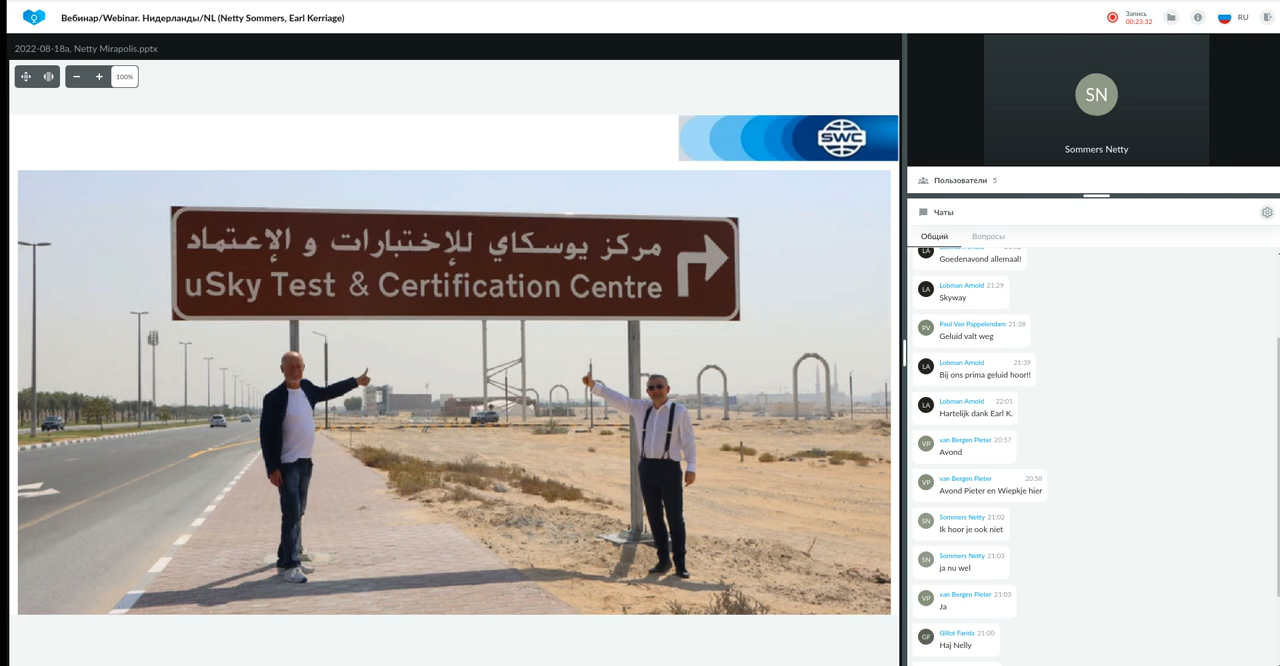 Вебинар/Webinar. Нидерланды/NL (Netty Sommers, Earl Kerriage)
Запись
00:23:32
RU
2022-08-18a, Netty Mirapolis.pptx
100%
SWC
مركز يوسكاي للإختبارات و الإعتماد
uSky Test & Certification Centre
SN
Sommers Netty
Пользователи 5
Чаты
Общий Вопросы
LA Lobman Arnold
Goedenavond allemaal!
LA Lobman Arnold 21:29
Skyway
PV Paul Van Pappelendam 21:38
Geluid valt weg
LA Lobman Arnold 21:39
Bij ons prima geluid hoor!!
LA Lobman Arnold 22:01
Hartelijk dank Earl K.
VP van Bergen Pieter 20:57
Avond
VP van Bergen Pieter 20:58
Avond Pieter en Wiepkje hier
SN Sommers Netty 21:02
Ik hoor je ook niet
SN Sommers Netty 21:03
ja nu wel
VP van Bergen Pieter 21:03
Ja
GF Gillot Farida 21:00
Haj Nelly